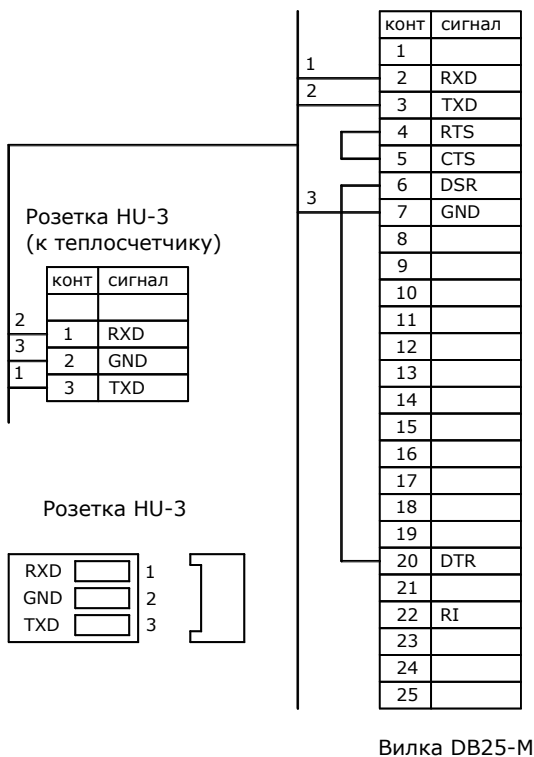 конт сигнал
1
2 RXD
3 TXD
4 RTS
5 CTS
6 DSR
7 GND
8
9
10
11
12
13
14
15
16
17
18
19
20 DTR
21
22 RI
23
24
25
Вилка DB25-M
1
2
3
Розетка HU-3
(к теплосчетчику)
конт сигнал
2
1 RXD
3
2 GND
1
3 TXD
Розетка HU-3
RXD 1
GND 2
TXD 3